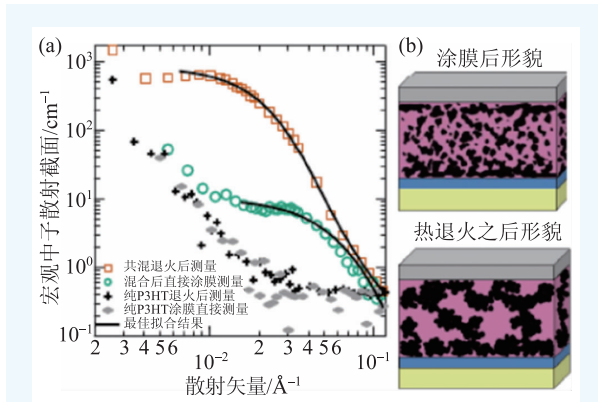 (a)
宏观中子散射截面/cm⁻¹
10³
10²
10¹
10⁰
10⁻¹
共混退火后测量
混合后直接涂膜测量
纯P3HT退火后测量
纯P3HT涂膜直接测量
最佳拟合结果
2 3 4 5 6 10⁻² 2 3 4 5 6 10⁻¹
散射矢量/Å⁻¹
(b)
涂膜后形貌
热退火之后形貌